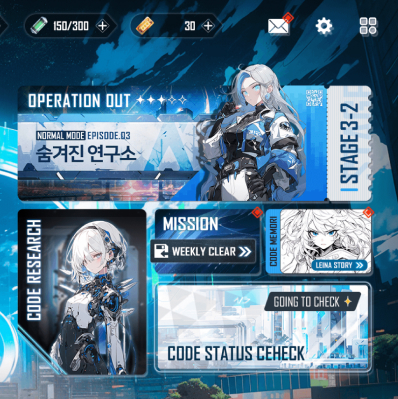 150/300 +
30 +
OPERATION OUT
NORMAL MODE EPISODE.03
숨겨진 연구소
STAGE 3-2
CODE RESEARCH
MISSION
WEEKLY CLEAR
CODE MEMORI
LEINA STORY
GOING TO CHECK
CODE STATUS CEHECK